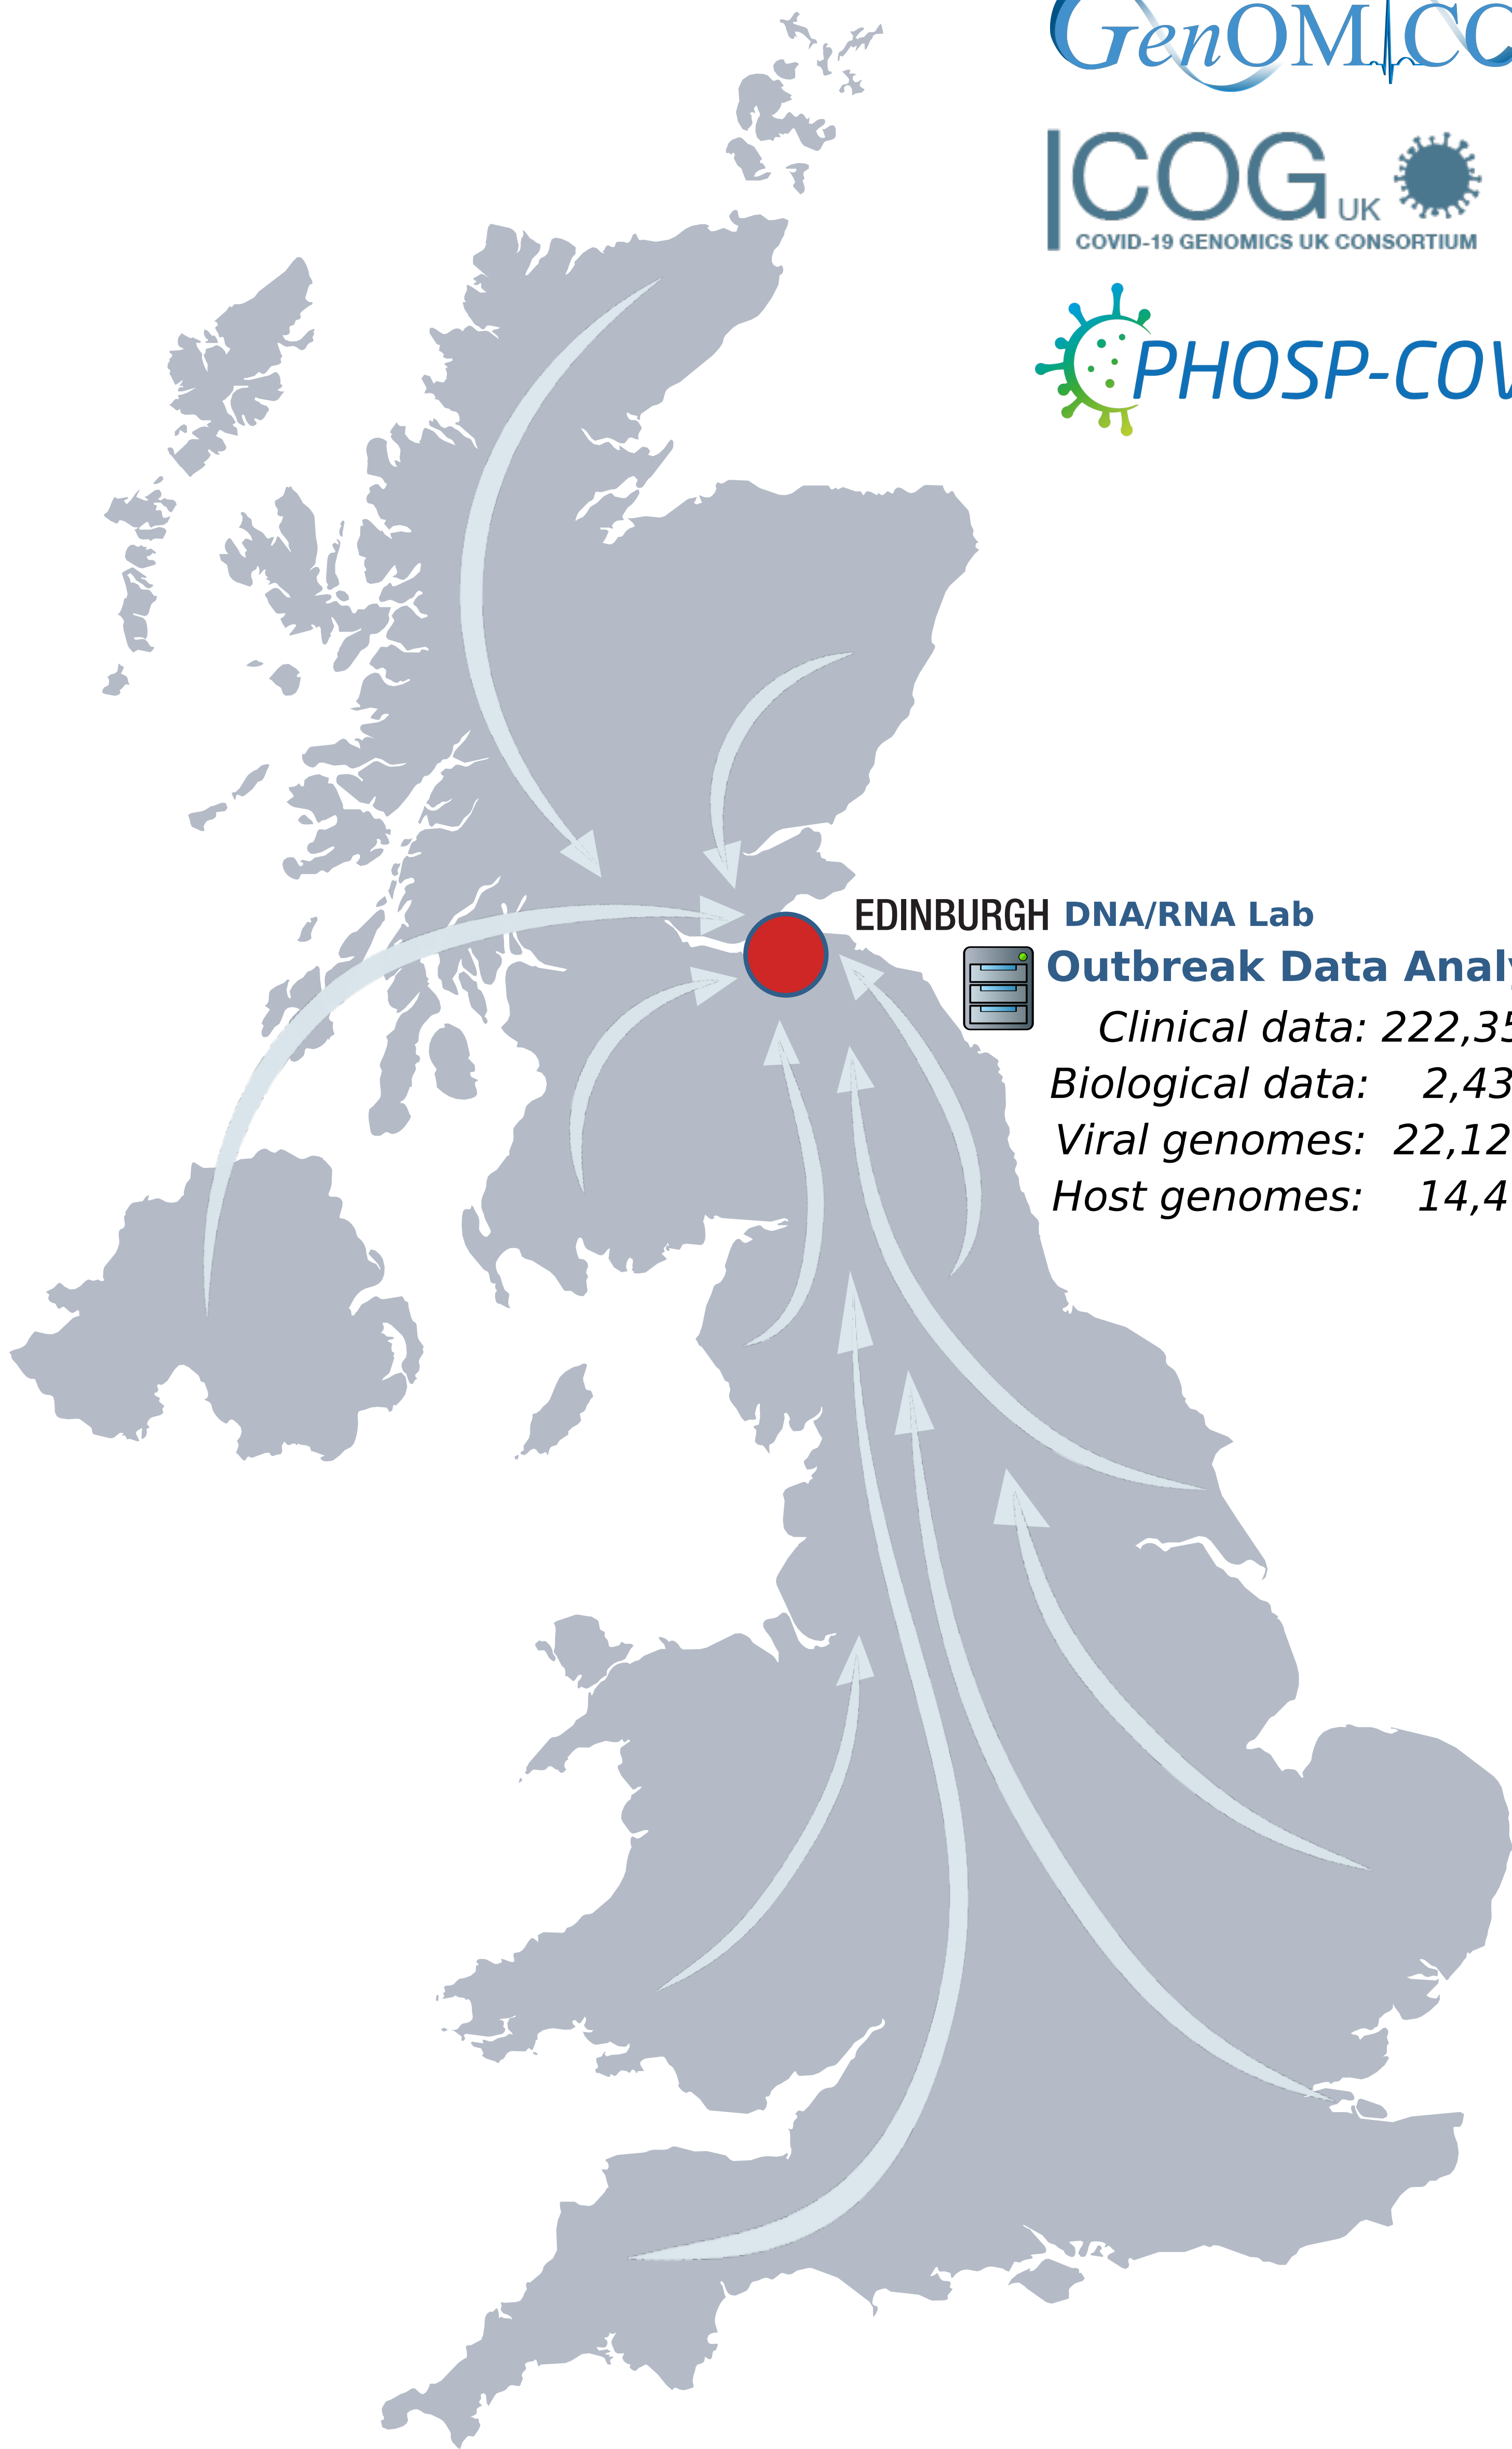 GenOMICC
COG UK
COVID-19 GENOMICS UK CONSORTIUM
PHOSP-COV
EDINBURGH DNA/RNA Lab
Outbreak Data Analy
Clinical data: 222,35
Biological data: 2,43
Viral genomes: 22,12
Host genomes: 14,4